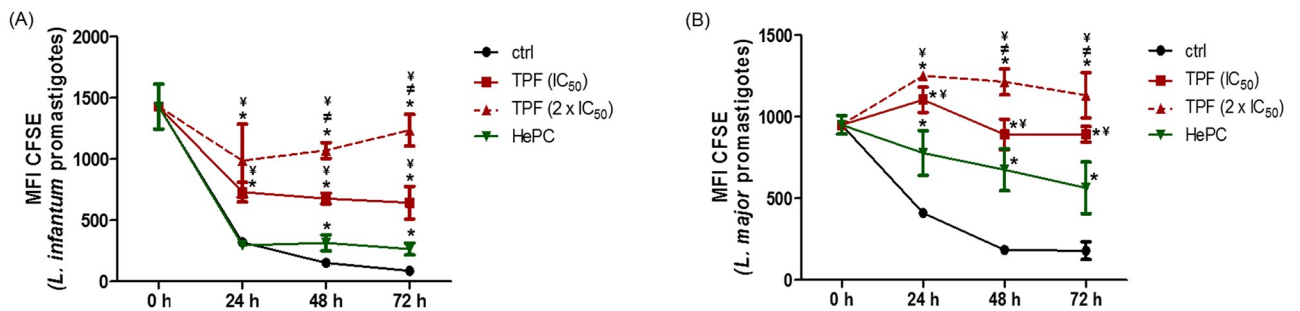 (A)
MFI CFSE
(L. infantum promastigotes)
2000
1500
1000
500
0
¥
*
¥
*
¥
≠
*
¥
*
*
¥
≠
*
¥
*
*
0 h
24 h
48 h
72 h
ctrl
TPF (IC50)
TPF (2 x IC50)
HePC
(B)
MFI CFSE
(L. major promastigotes)
1500
1000
500
0
¥
*
* ¥
*
¥
≠
*
* ¥
*
¥
≠
*
* ¥
*
0 h
24 h
48 h
72 h
ctrl
TPF (IC50)
TPF (2 x IC50)
HePC